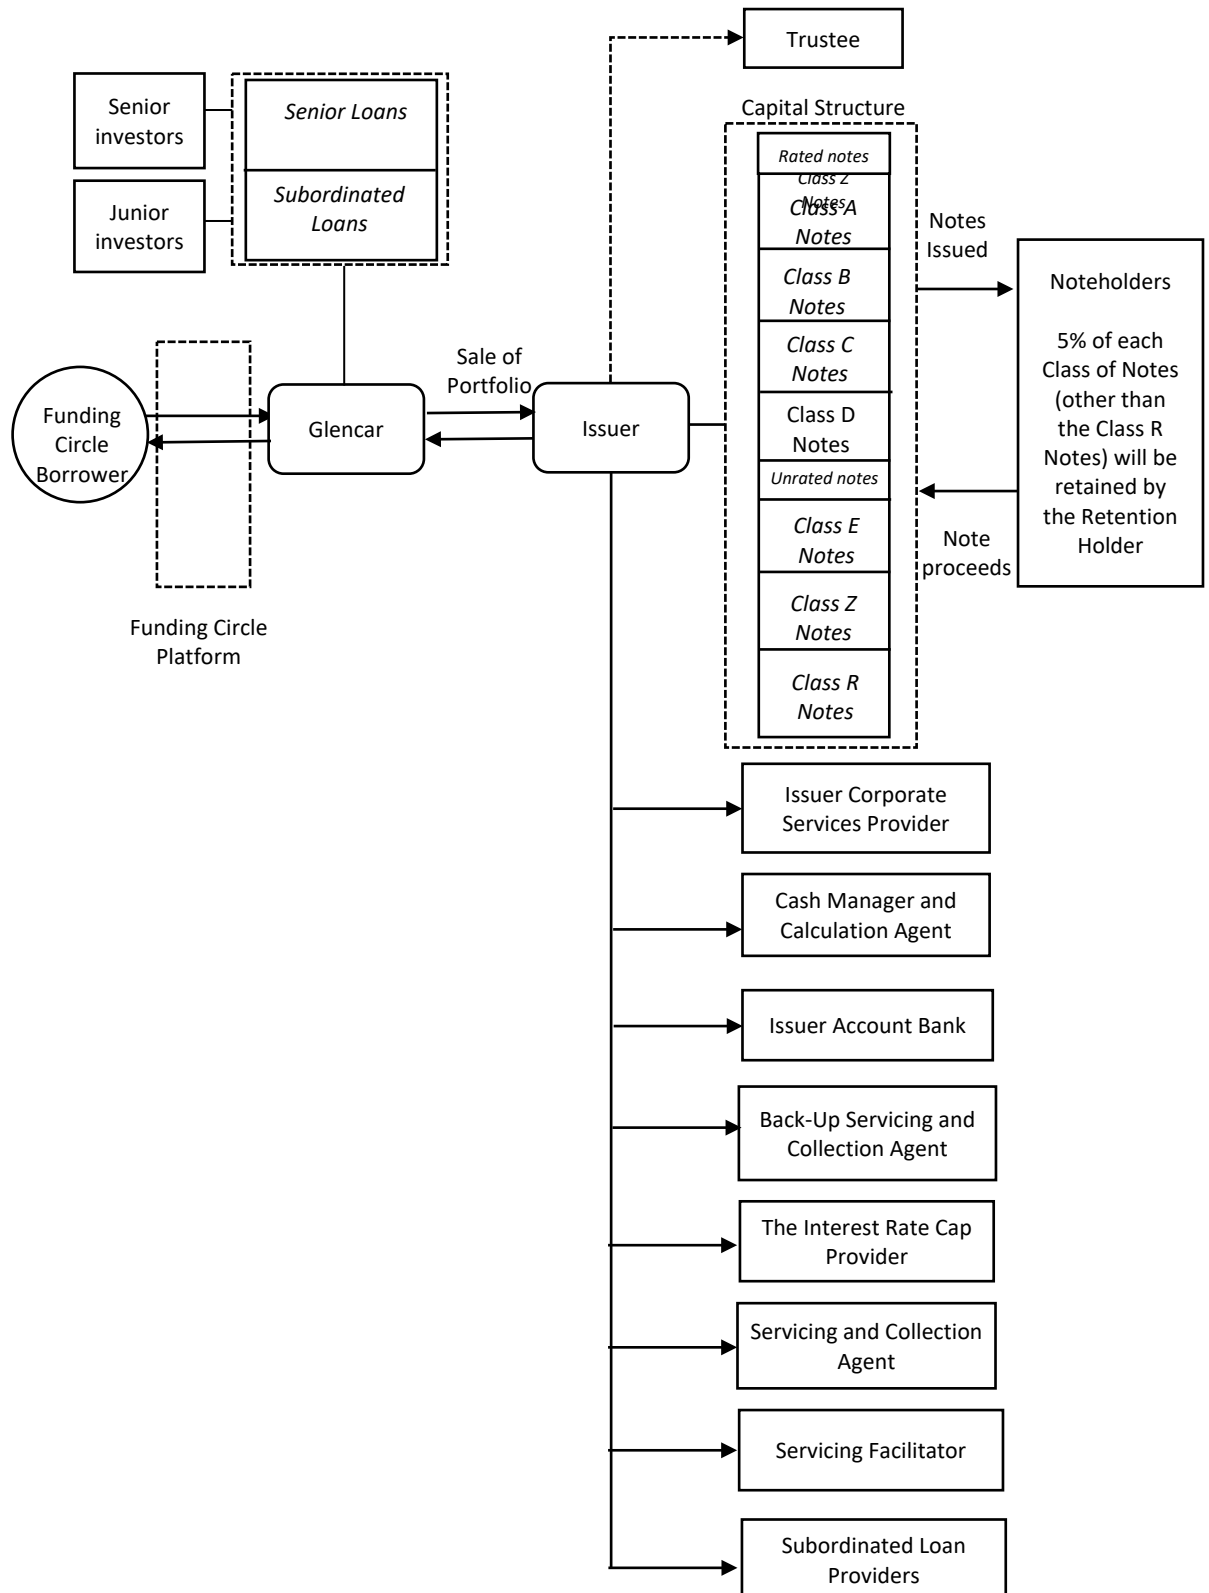 Trustee
Senior
investors
Senior Loans
Junior
investors
Subordinated
Loans
Capital Structure
Rated notes
Class Z
Notes
Class A
Notes
Class B
Notes
Class C
Notes
Class D
Notes
Unrated notes
Class E
Notes
Class Z
Notes
Class R
Notes
Notes
Issued
Note
proceeds
Noteholders
5% of each
Class of Notes
(other than
the Class R
Notes) will be
retained by
the Retention
Holder
Funding
Circle
Borrower
Funding Circle
Platform
Glencar
Sale of
Portfolio
Issuer
Issuer Corporate
Services Provider
Cash Manager and
Calculation Agent
Issuer Account Bank
Back-Up Servicing and
Collection Agent
The Interest Rate Cap
Provider
Servicing and Collection
Agent
Servicing Facilitator
Subordinated Loan
Providers